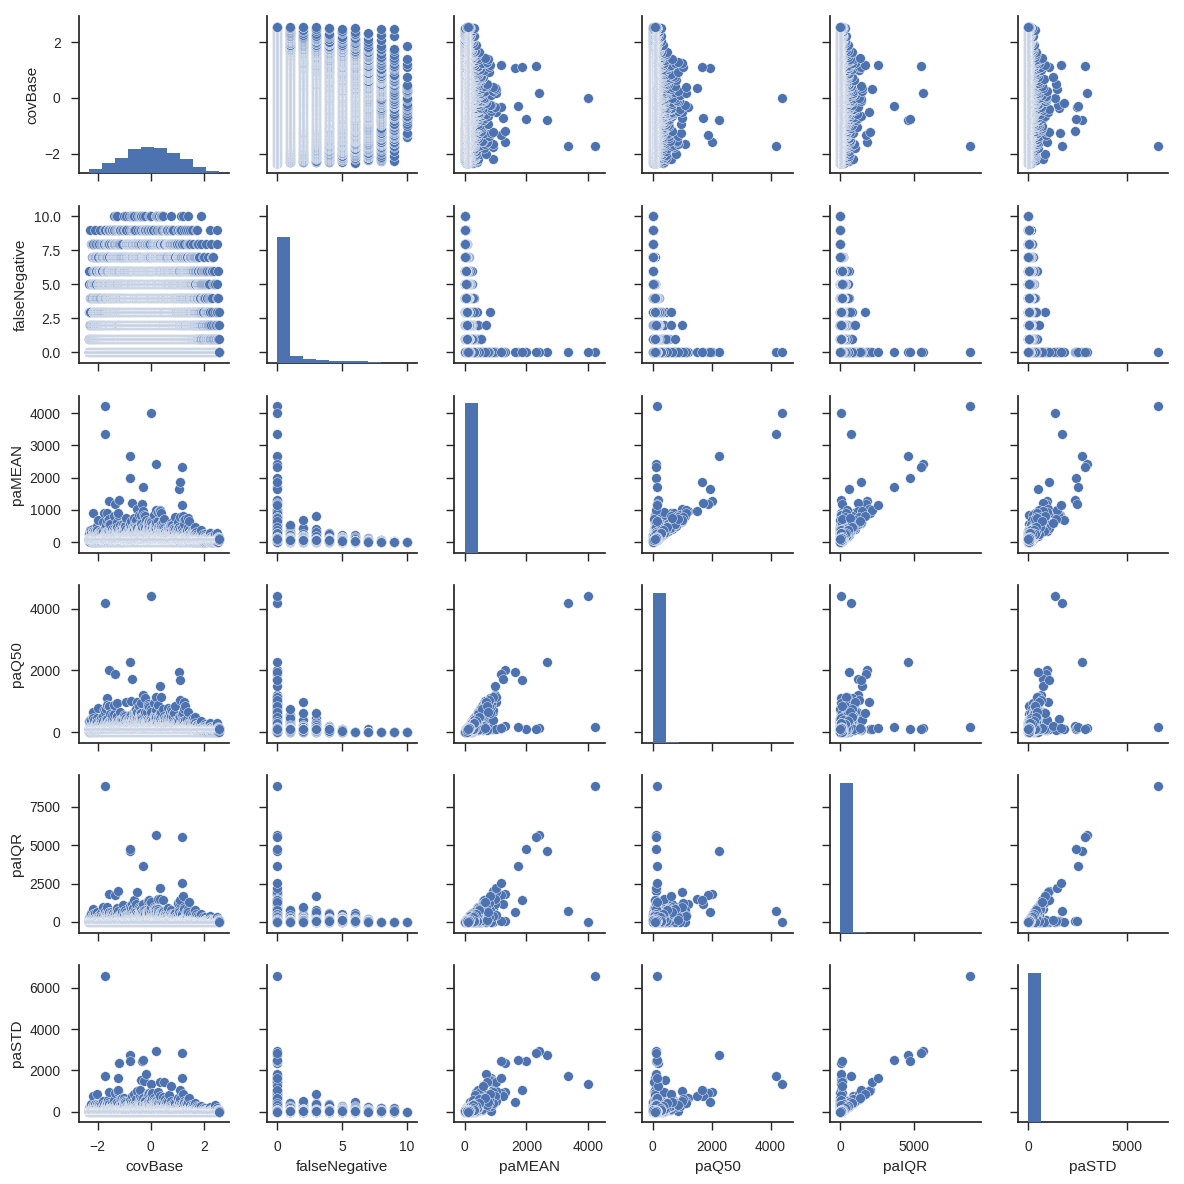 2
0
−2
covBase
10.0
7.5
5.0
2.5
0.0
falseNegative
4000
3000
2000
1000
0
paMEAN
4000
2000
0
paQ50
7500
5000
2500
0
paIQR
6000
4000
2000
0
paSTD
−2 0 2
0 5 10
0 2000 4000
0 2000 4000
0 5000
0 5000
covBase falseNegative paMEAN paQ50 paIQR paSTD